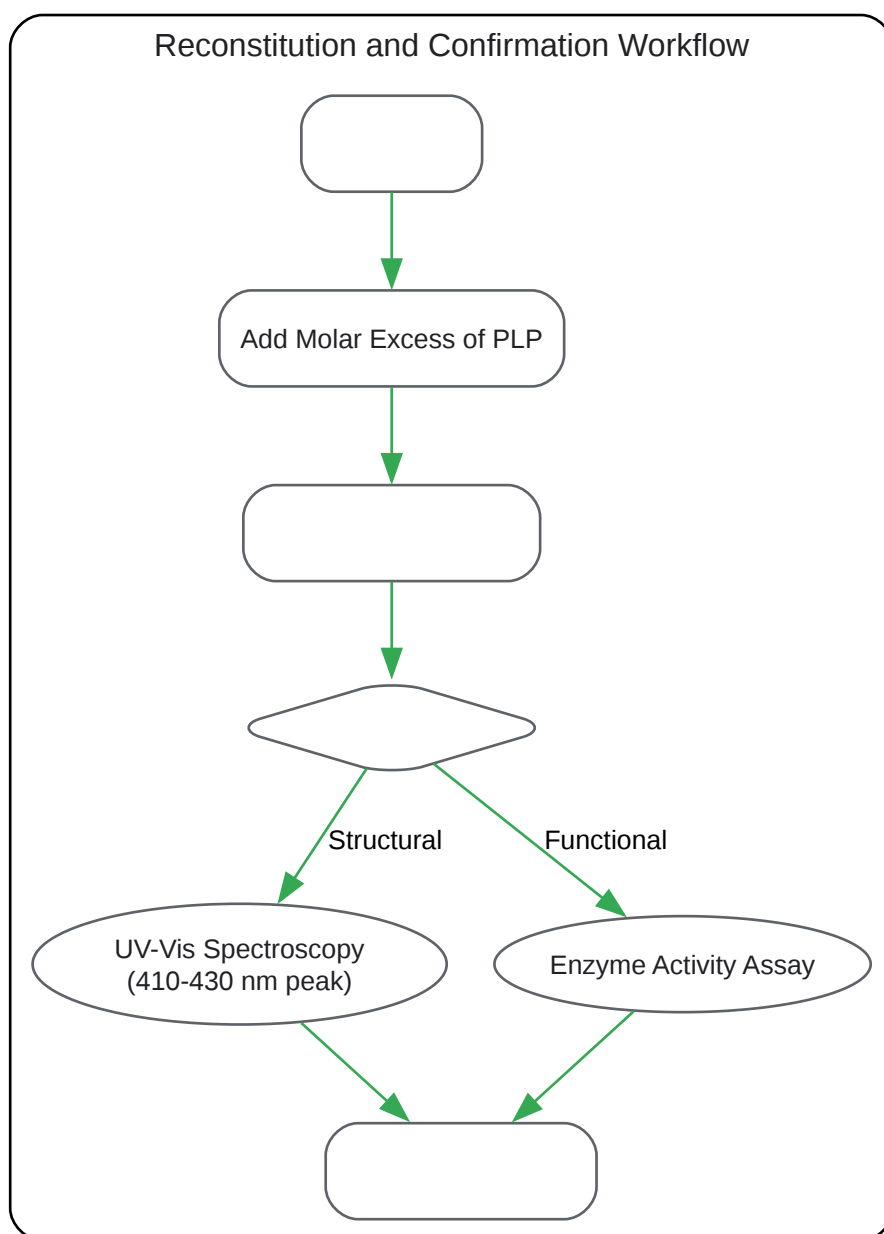 Reconstitution and Confirmation Workflow
Add Molar Excess of PLP
Structural
Functional
UV-Vis Spectroscopy
(410-430 nm peak)
Enzyme Activity Assay